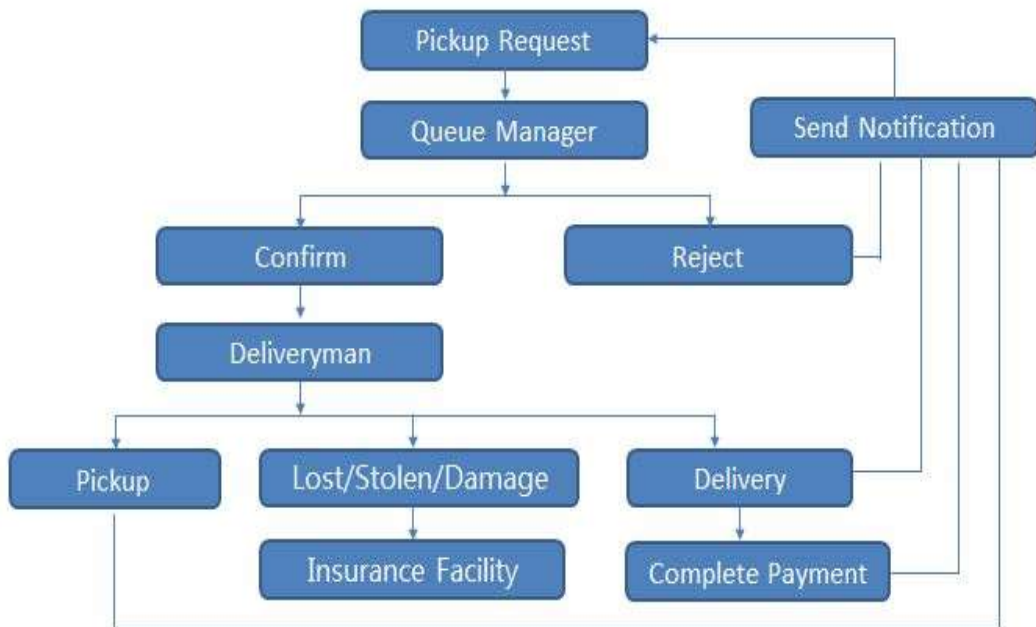 Pickup Request
Queue Manager
Send Notification
Confirm
Reject
Deliveryman
Pickup
Lost/Stolen/Damage
Delivery
Insurance Facility
Complete Payment